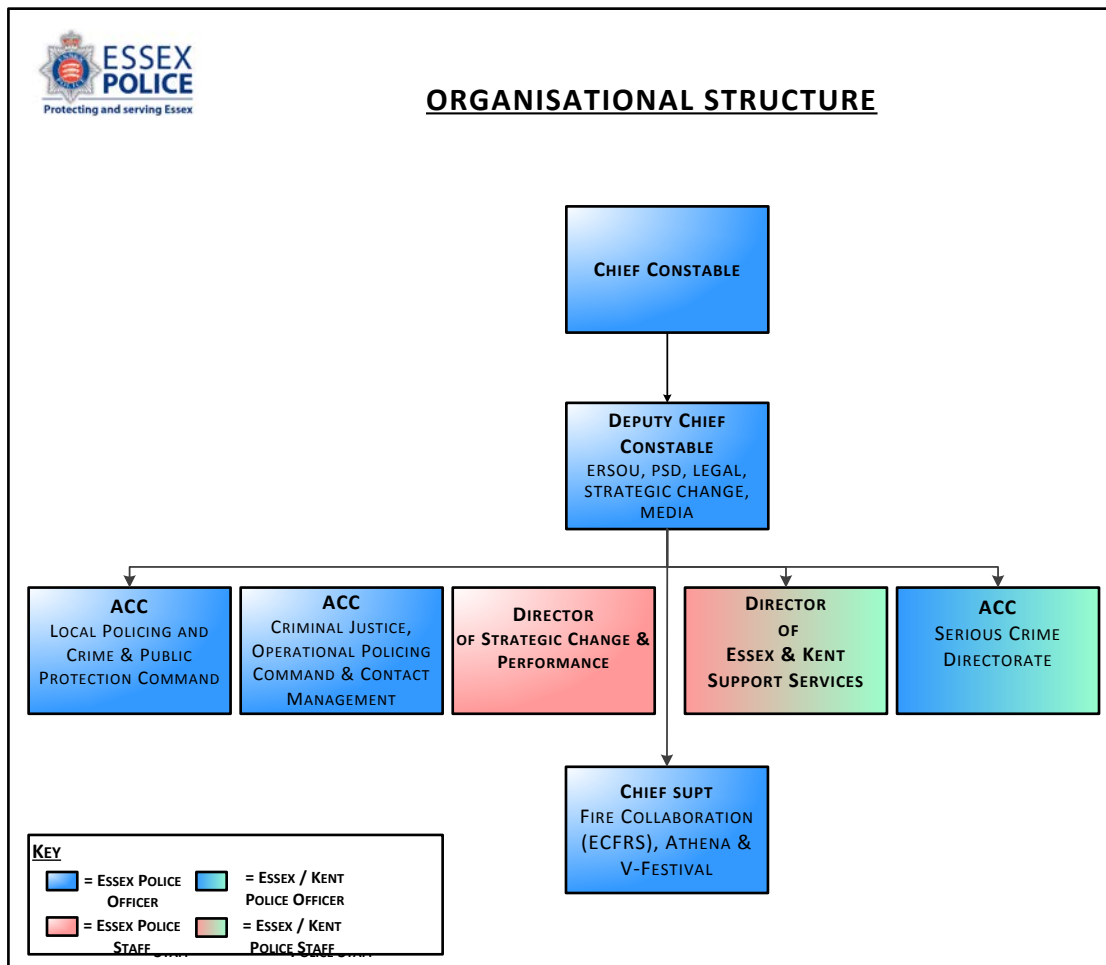 ESSEX
POLICE
Protecting and serving Essex
ORGANISATIONAL STRUCTURE
CHIEF CONSTABLE
DEPUTY CHIEF
CONSTABLE
ERSOU, PSD, LEGAL,
STRATEGIC CHANGE,
MEDIA
ACC
LOCAL POLICING AND
CRIME & PUBLIC
PROTECTION COMMAND
ACC
CRIMINAL JUSTICE,
OPERATIONAL POLICING
COMMAND & CONTACT
MANAGEMENT
DIRECTOR
OF STRATEGIC CHANGE &
PERFORMANCE
DIRECTOR
OF
ESSEX & KENT
SUPPORT SERVICES
ACC
SERIOUS CRIME
DIRECTORATE
CHIEF SUPT
FIRE COLLABORATION
(ECFRS), ATHENA &
V-FESTIVAL
KEY
= ESSEX POLICE
OFFICER
= ESSEX / KENT
POLICE OFFICER
= ESSEX POLICE
STAFF
= ESSEX / KENT
POLICE STAFF